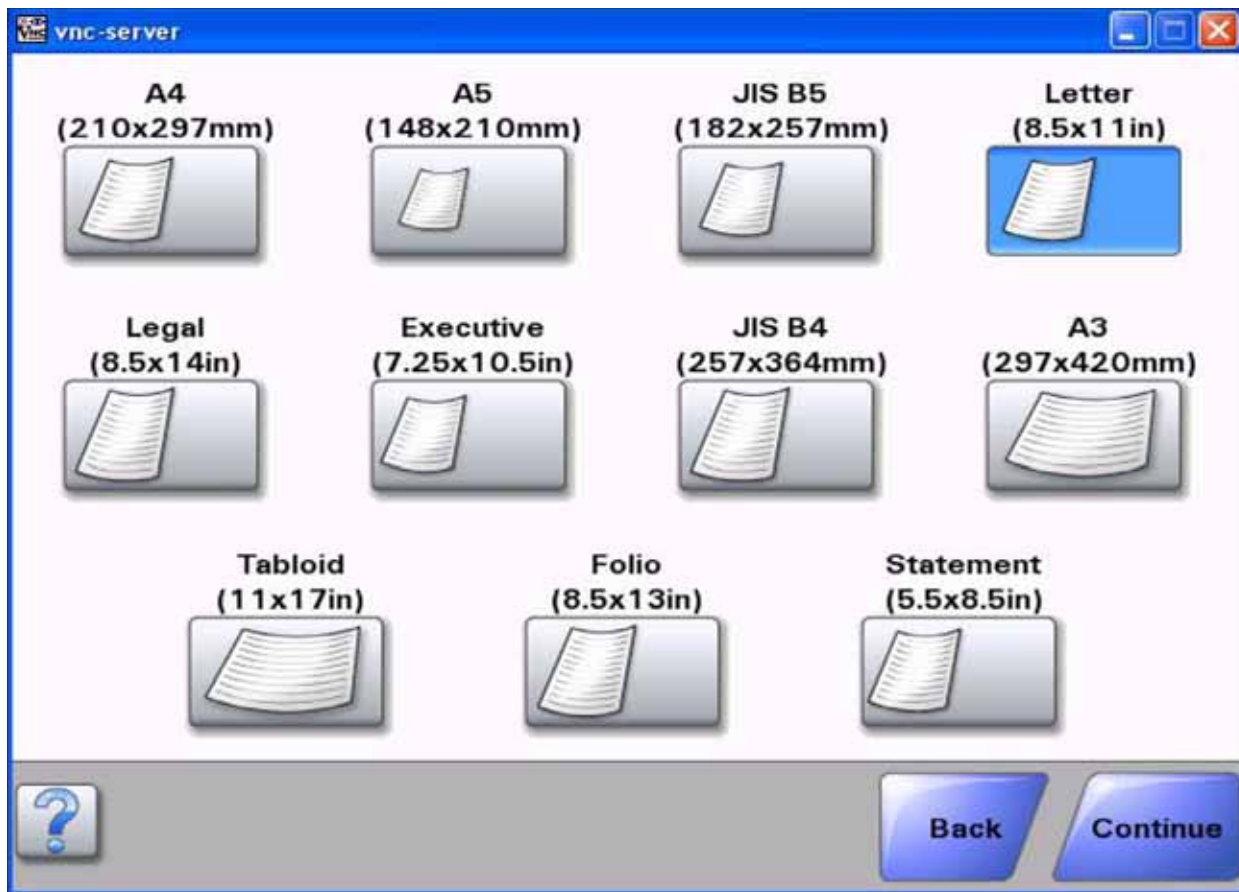 vnc-server
A4
(210x297mm)
A5
(148x210mm)
JIS B5
(182x257mm)
Letter
(8.5x11in)
Legal
(8.5x14in)
Executive
(7.25x10.5in)
JIS B4
(257x364mm)
A3
(297x420mm)
Tabloid
(11x17in)
Folio
(8.5x13in)
Statement
(5.5x8.5in)
?
Back
Continue